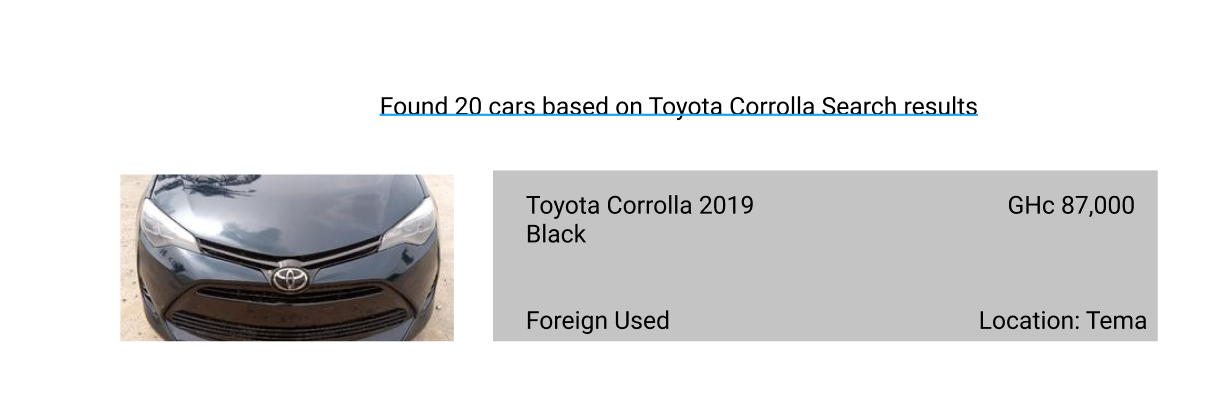 Found 20 cars based on Toyota Corrolla Search results
Toyota Corrolla 2019
Black
GHc 87,000
Foreign Used
Location: Tema